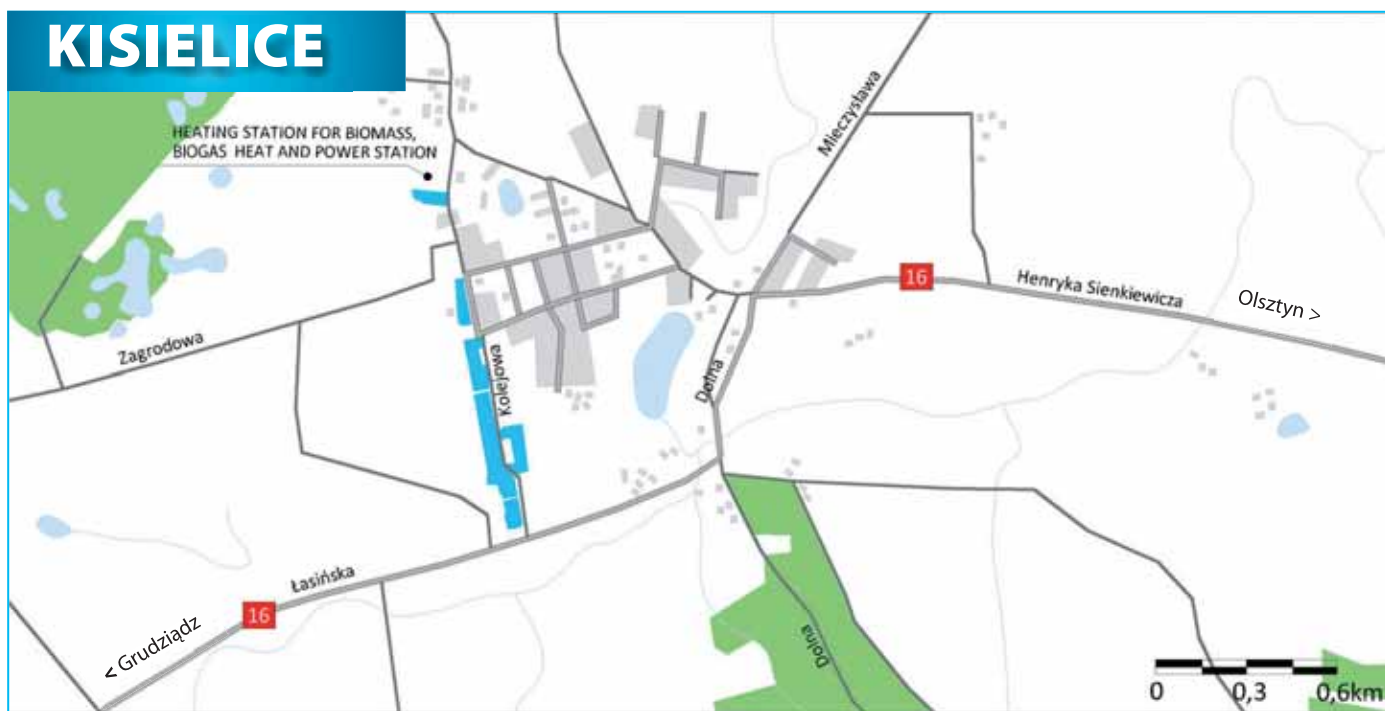 KISIELICE
HEATING STATION FOR BIOMASS,
BIOGAS HEAT AND POWER STATION
Mieczysława
16
Henryka Sienkiewicza
Olsztyn >
Zagrodowa
Kolejowa
Dolna
Łasińska
16
< Grudziądz
Dolna
0 0,3 0,6km